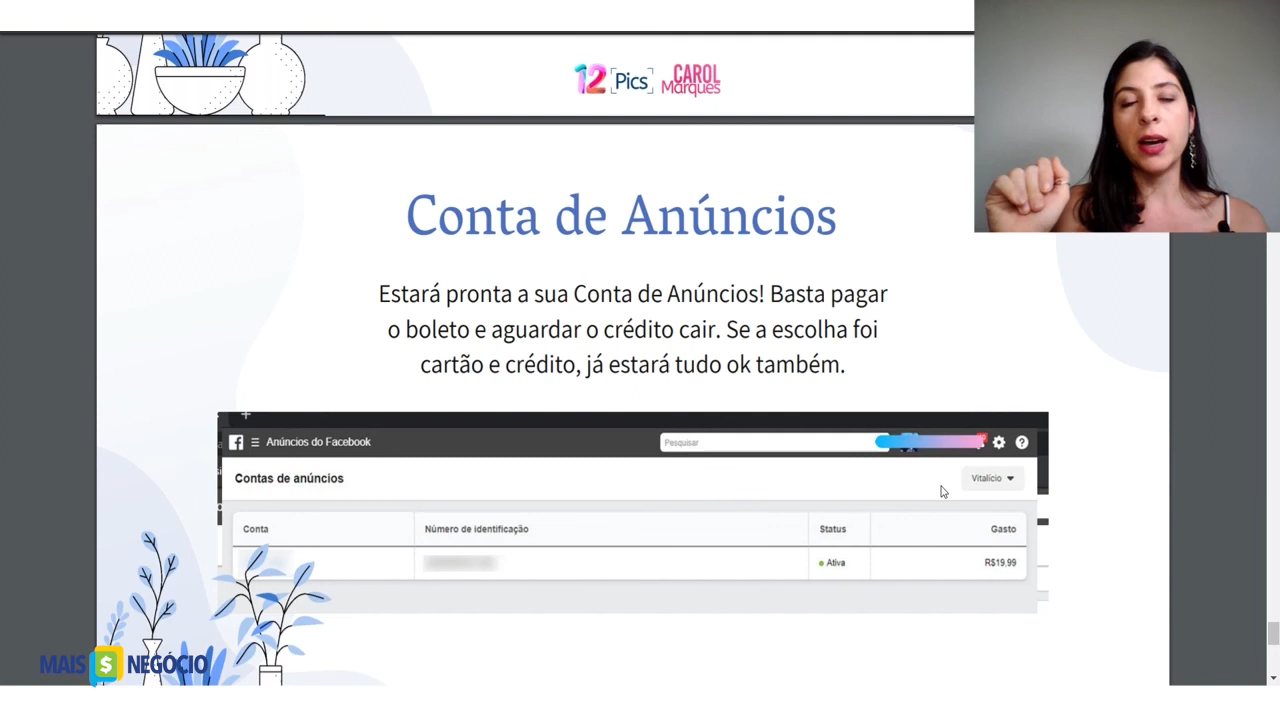 12 [Pics] CAROL Marques
Conta de Anúncios
Estará pronta a sua Conta de Anúncios! Basta pagar
o boleto e aguardar o crédito cair. Se a escolha foi
cartão e crédito, já estará tudo ok também.
Anúncios do Facebook
Pesquisar
Contas de anúncios
Vitalício
Conta Número de identificação Status Gasto
Ativa R$19,99
MAIS $ NEGÓCIO